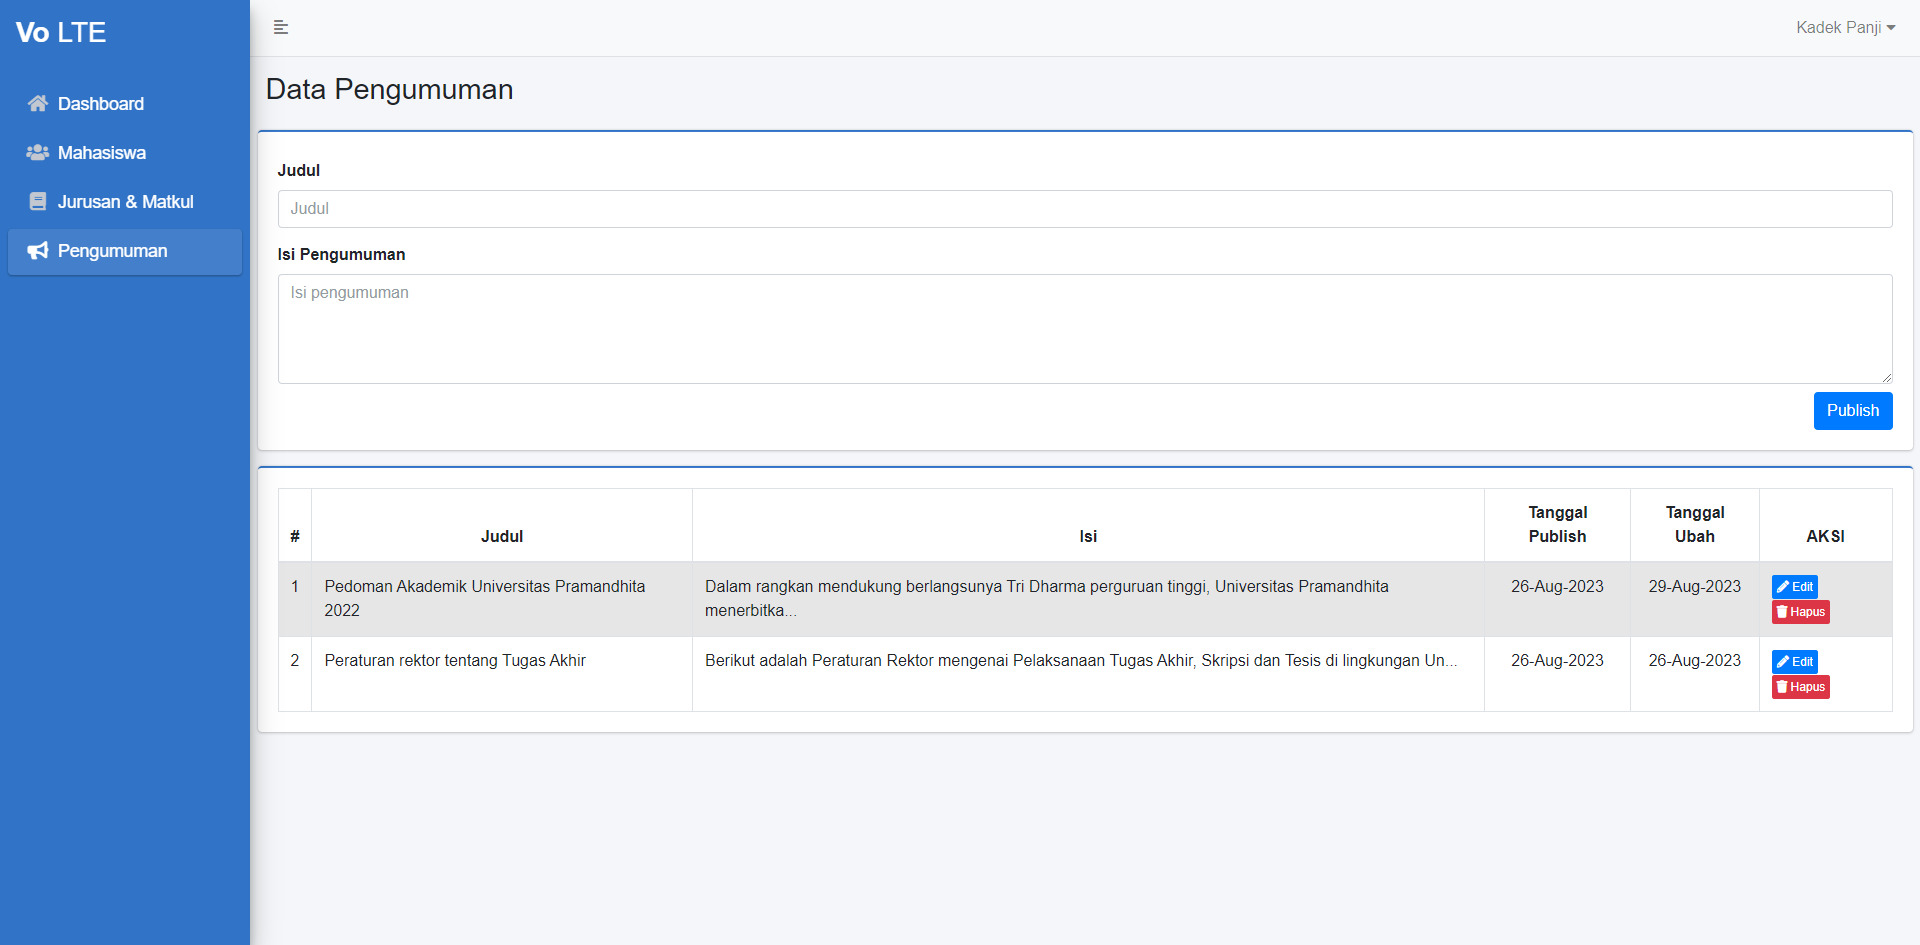 Vo LTE
Kadek Panji
Dashboard
Mahasiswa
Jurusan & Matkul
Pengumuman
Data Pengumuman
Judul
Judul
Isi Pengumuman
Isi pengumuman
Publish
# Judul Isi Tanggal Publish Tanggal Ubah AKSI
1 Pedoman Akademik Universitas Pramandhita 2022 Dalam rangkan mendukung berlangsunya Tri Dharma perguruan tinggi, Universitas Pramandhita menerbitka... 26-Aug-2023 29-Aug-2023 Edit Hapus
2 Peraturan rektor tentang Tugas Akhir Berikut adalah Peraturan Rektor mengenai Pelaksanaan Tugas Akhir, Skripsi dan Tesis di lingkungan Un... 26-Aug-2023 26-Aug-2023 Edit Hapus